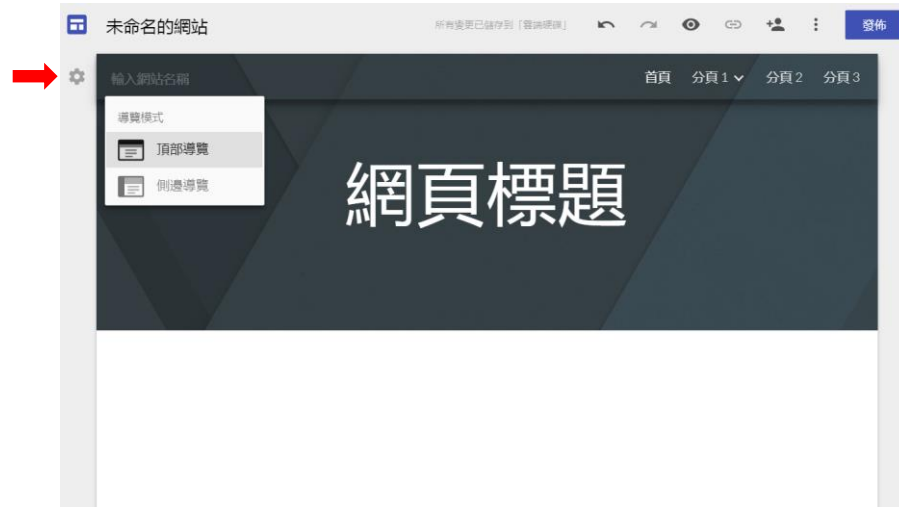 未命名的網站
所有變更已儲存到「雲端硬碟」
發佈
輸入網站名稱
首頁 分頁1 分頁2 分頁3
導覽模式
頂部導覽
側邊導覽
網頁標題